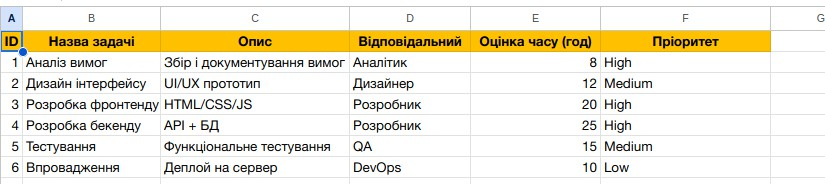 A B C D E F G
ID Назва задачі Опис Відповідальний Оцінка часу (год) Пріоритет
1 Аналіз вимог Збір і документування вимог Аналітик 8 High
2 Дизайн інтерфейсу UI/UX прототип Дизайнер 12 Medium
3 Розробка фронтенду HTML/CSS/JS Розробник 20 High
4 Розробка бекенду API + БД Розробник 25 High
5 Тестування Функціональне тестування QA 15 Medium
6 Впровадження Деплой на сервер DevOps 10 Low